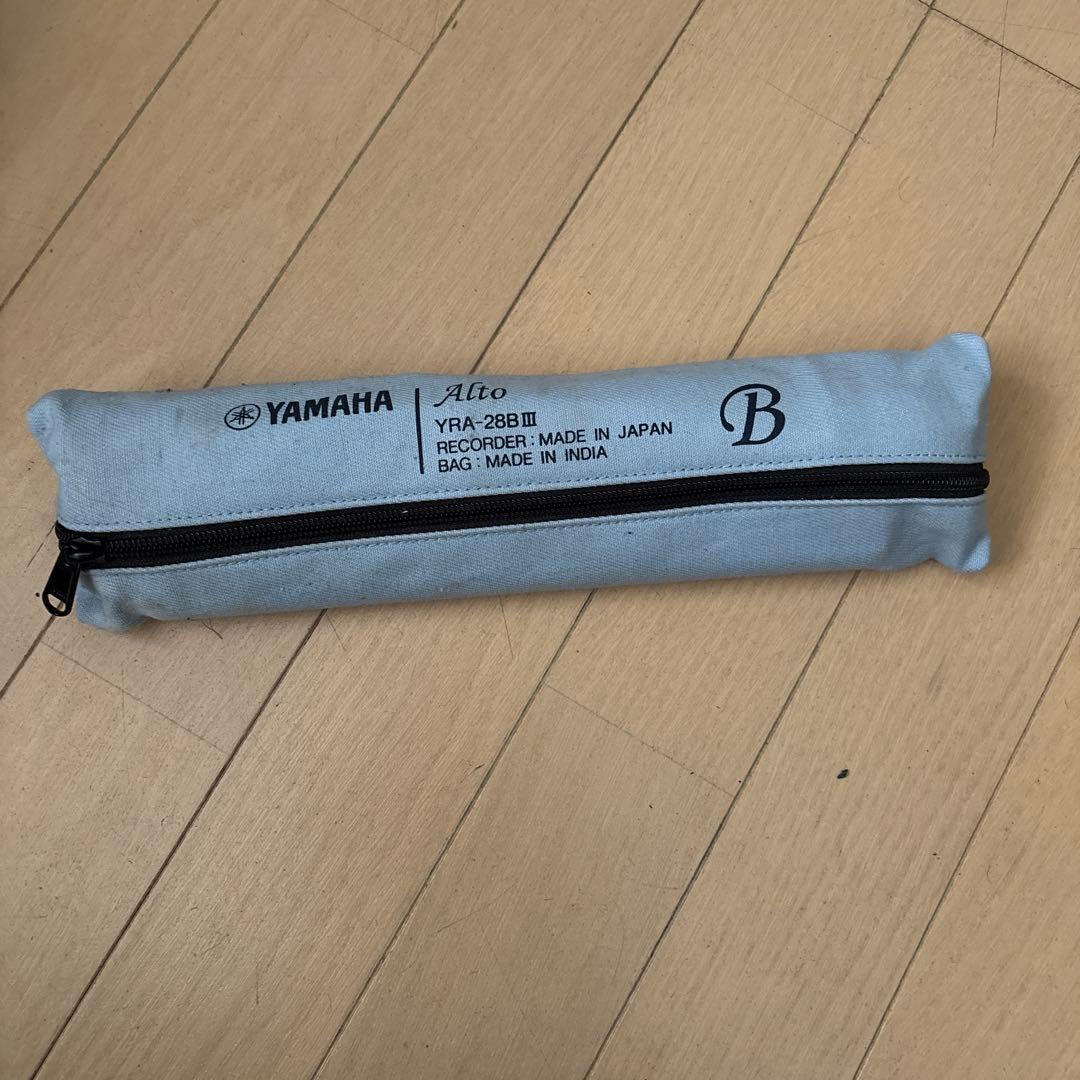 YAMAHA
Alto
YRA-28BⅢ
RECORDER : MADE IN JAPAN
BAG : MADE IN INDIA
B